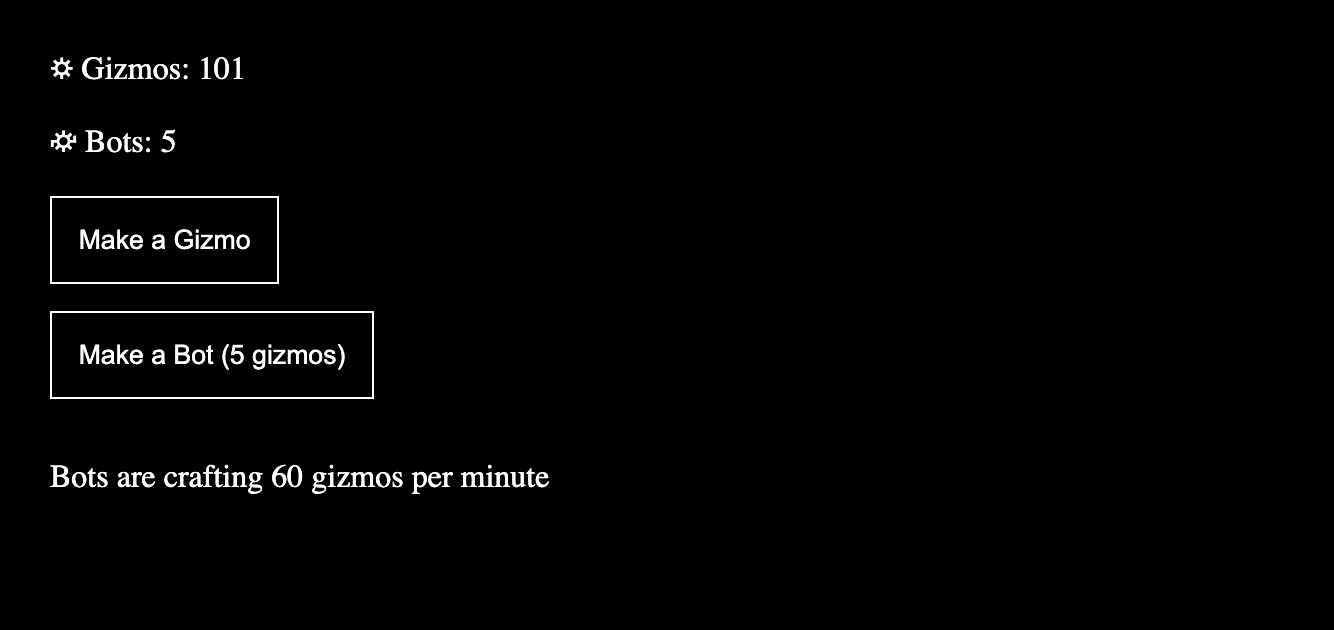 ⛭ Gizmos: 101
⛮ Bots: 5
Make a Gizmo
Make a Bot (5 gizmos)
Bots are crafting 60 gizmos per minute